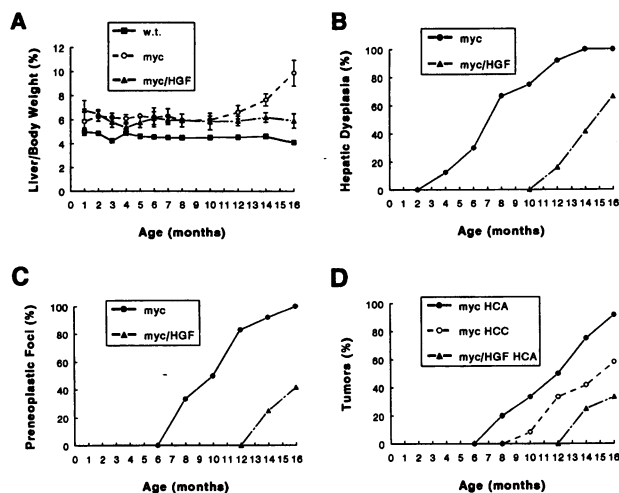 A
w.t.
myc
myc/HGF
Liver/Body Weight (%)
12
10
8
6
4
2
0
0 1 2 3 4 5 6 7 8 9 10 11 12 13 14 15 16
Age (months)
B
myc
myc/HGF
Hepatic Dysplasia (%)
100
80
60
40
20
0
0 1 2 3 4 5 6 7 8 9 10 11 12 13 14 15 16
Age (months)
C
myc
myc/HGF
Preneoplastic Foci (%)
100
80
60
40
20
0
0 1 2 3 4 5 6 7 8 9 10 11 12 13 14 15 16
Age (months)
D
myc HCA
myc HCC
myc/HGF HCA
Tumors (%)
100
80
60
40
20
0
0 1 2 3 4 5 6 7 8 9 10 11 12 13 14 15 16
Age (months)